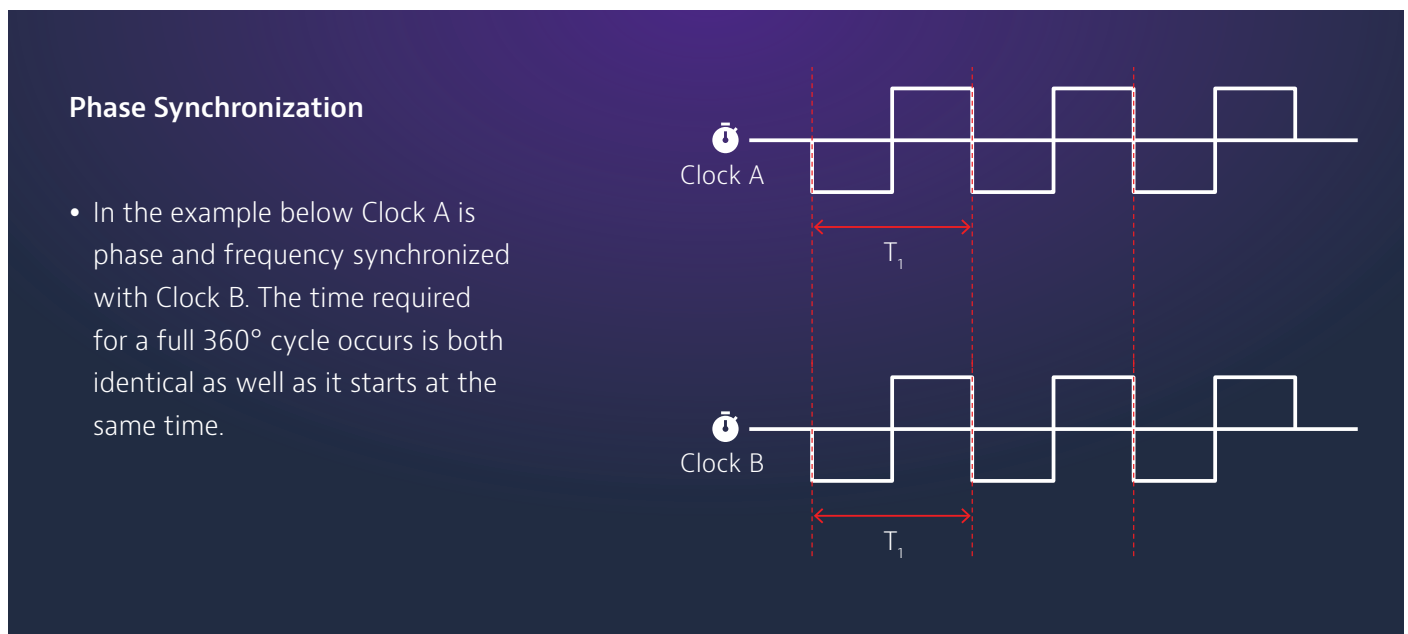 Phase Synchronization
• In the example below Clock A is
phase and frequency synchronized
with Clock B. The time required
for a full 360° cycle occurs is both
identical as well as it starts at the
same time.
Clock A
T₁
Clock B
T₁